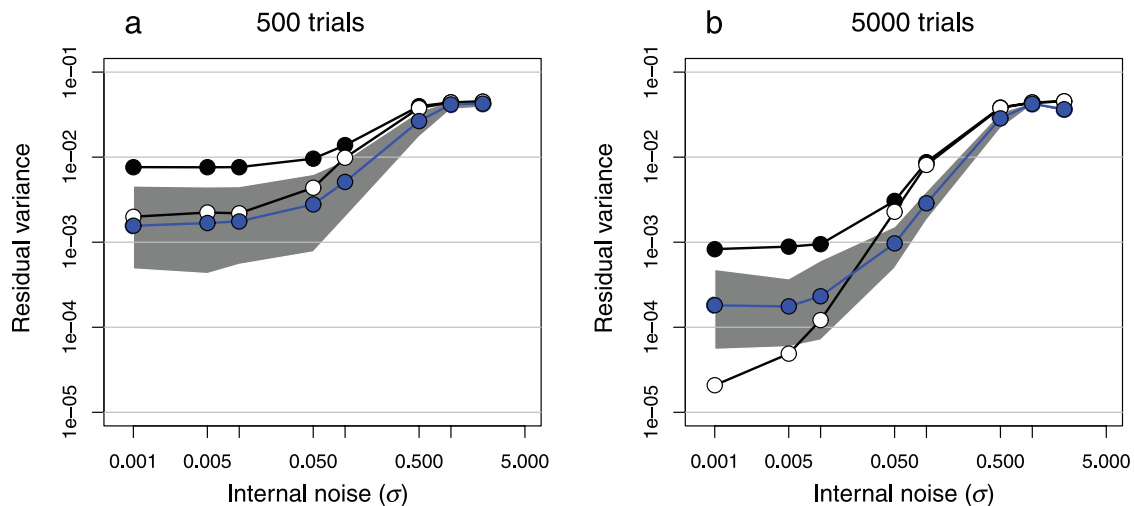 a 500 trials
Residual variance
1e−01
1e−02
1e−03
1e−04
1e−05
0.001 0.005 0.050 0.500 5.000
Internal noise (σ)
b 5000 trials
Residual variance
1e−01
1e−02
1e−03
1e−04
1e−05
0.001 0.005 0.050 0.500 5.000
Internal noise (σ)